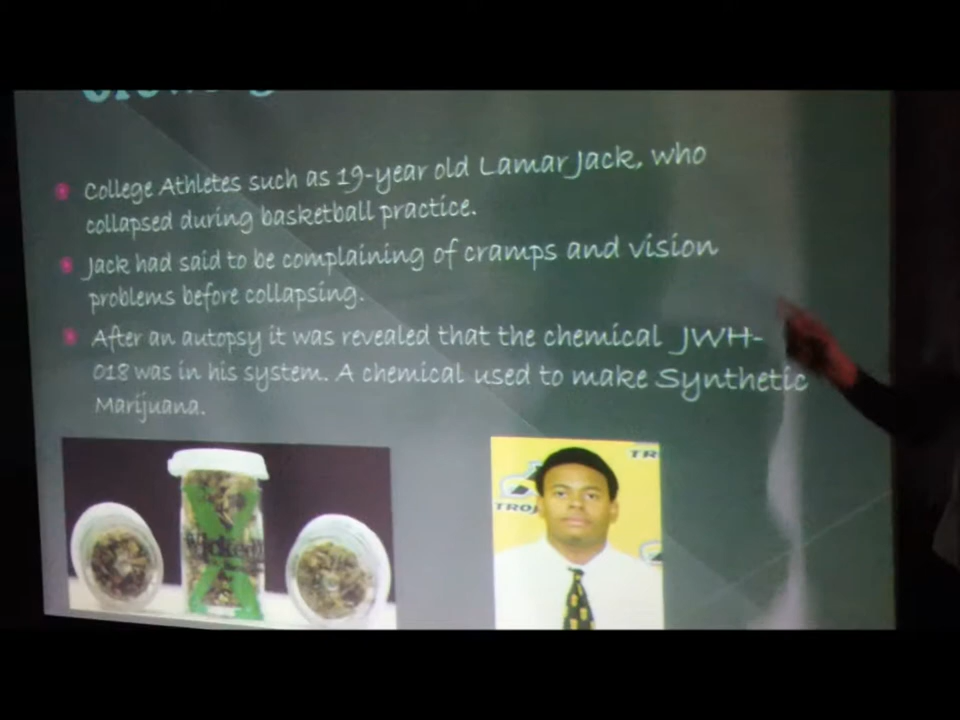 College Athletes such as 19-year old Lamar Jack, who
collapsed during basketball practice.
Jack had said to be complaining of cramps and vision
problems before collapsing.
After an autopsy it was revealed that the chemical JWH-
018 was in his system. A chemical used to make Synthetic
Marijuana.
TR
TROJ